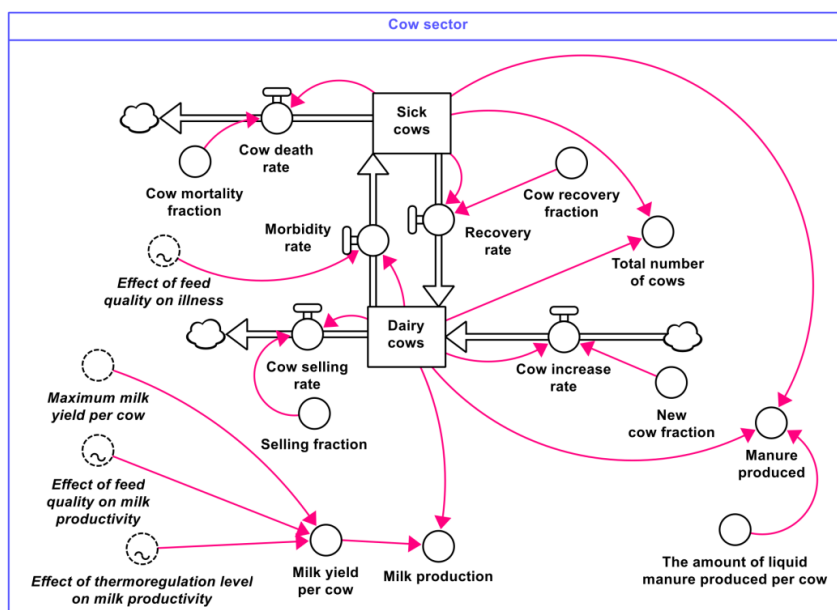 Cow sector
Sick
cows
Cow death
rate
Cow mortality
fraction
Cow recovery
fraction
Morbidity
rate
Recovery
rate
Total number
of cows
Effect of feed
quality on illness
Dairy
cows
Cow selling
rate
Cow increase
rate
Maximum milk
yield per cow
Selling fraction
New
cow fraction
Manure
produced
Effect of feed
quality on milk
productivity
Milk yield
per cow
Milk production
The amount of liquid
manure produced per cow
Effect of thermoregulation level
on milk productivity